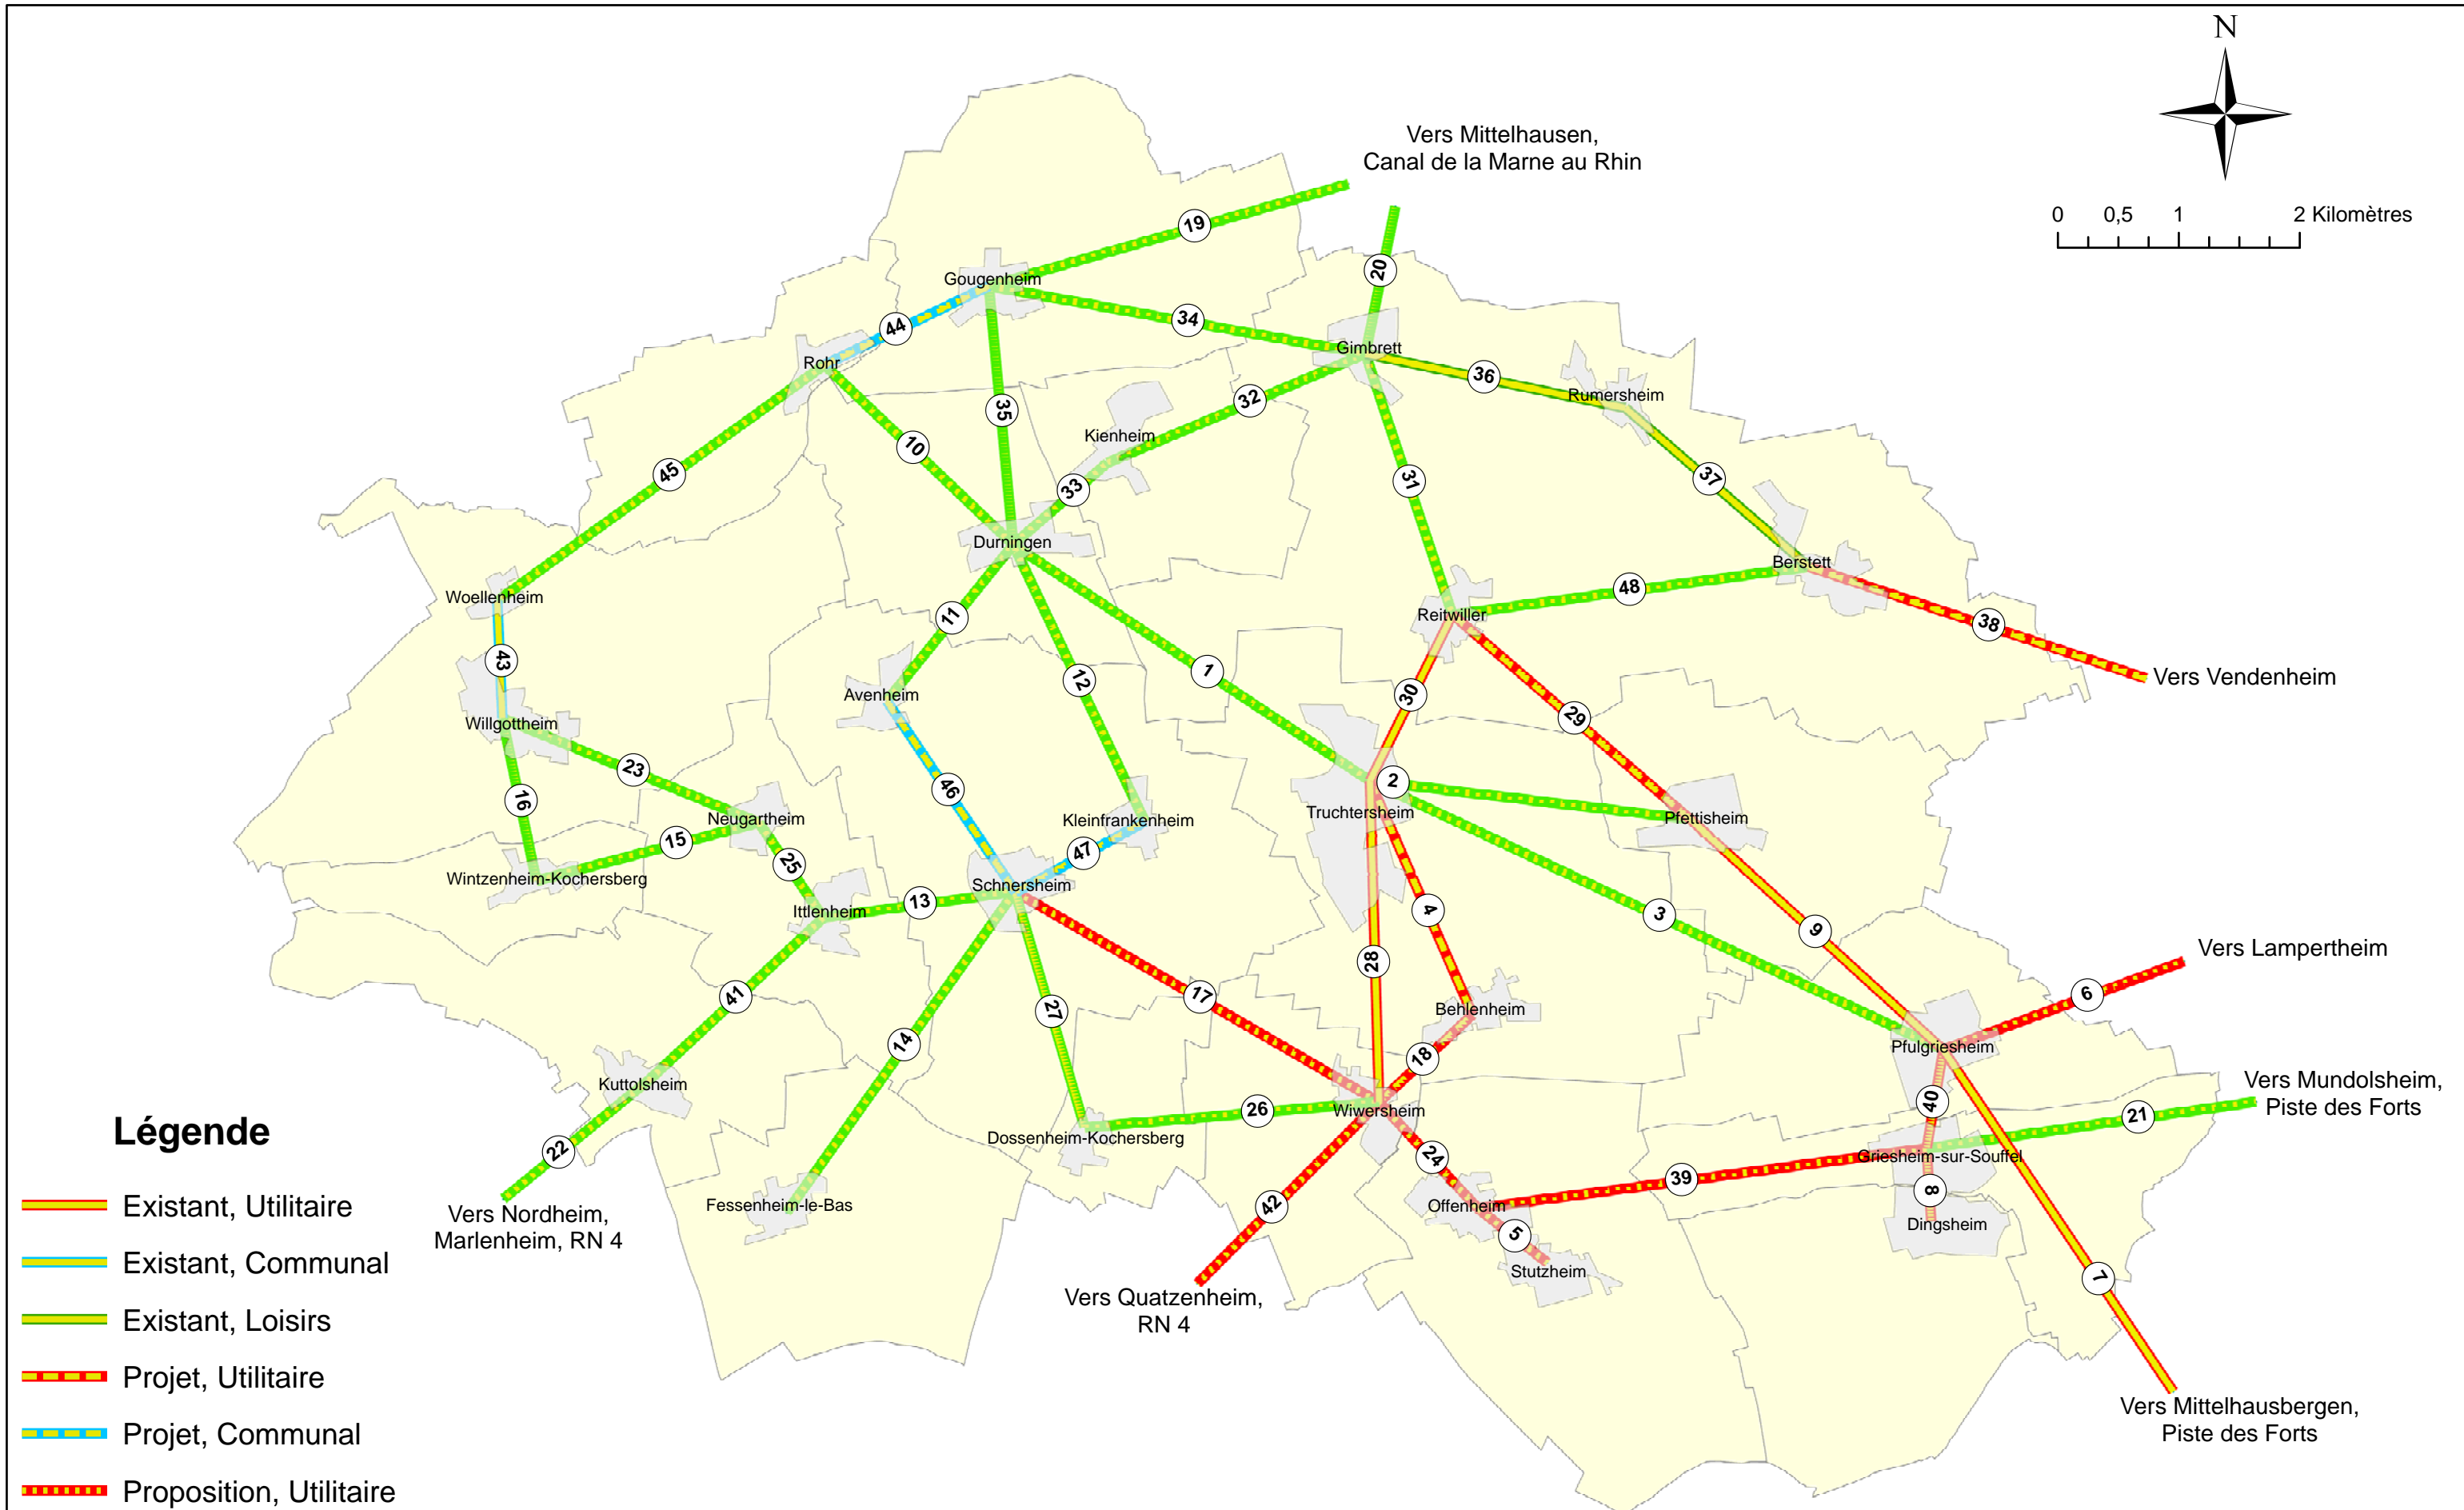 N
0 0,5 1 2 Kilomètres
Vers Mittelhausen,
Canal de la Marne au Rhin
19
20
Gougenheim
34
44
Gimbrett
Rohr
36
Rumersheim
32
35
Kienheim
10
45
31
37
33
Durningen
Berstett
48
Woellenheim
Reitwiller
11
38
43
Vers Vendenheim
1
12
Avenheim
30
29
Willgottheim
23
2
46
16
Truchtersheim
Pfettisheim
Neugartheim
Kleinfrankenheim
15
47
25
Wintzenheim-Kochersberg
Schnersheim
13
Ittlenheim
4
3
9
Vers Lampertheim
28
41
17
6
27
Behlenheim
14
Pfulgriesheim
18
Kuttolsheim
Vers Mundolsheim,
Piste des Forts
40
26
Wiwersheim
21
Légende
Dossenheim-Kochersberg
22
24
Griesheim-sur-Souffel
39
8
Existant, Utilitaire
Vers Nordheim,
Marlenheim, RN 4
Fessenheim-le-Bas
42
Offenheim
Dingsheim
5
Existant, Communal
Stutzheim
7
Vers Quatzenheim,
RN 4
Existant, Loisirs
Projet, Utilitaire
Vers Mittelhausbergen,
Piste des Forts
Projet, Communal
Proposition, Utilitaire